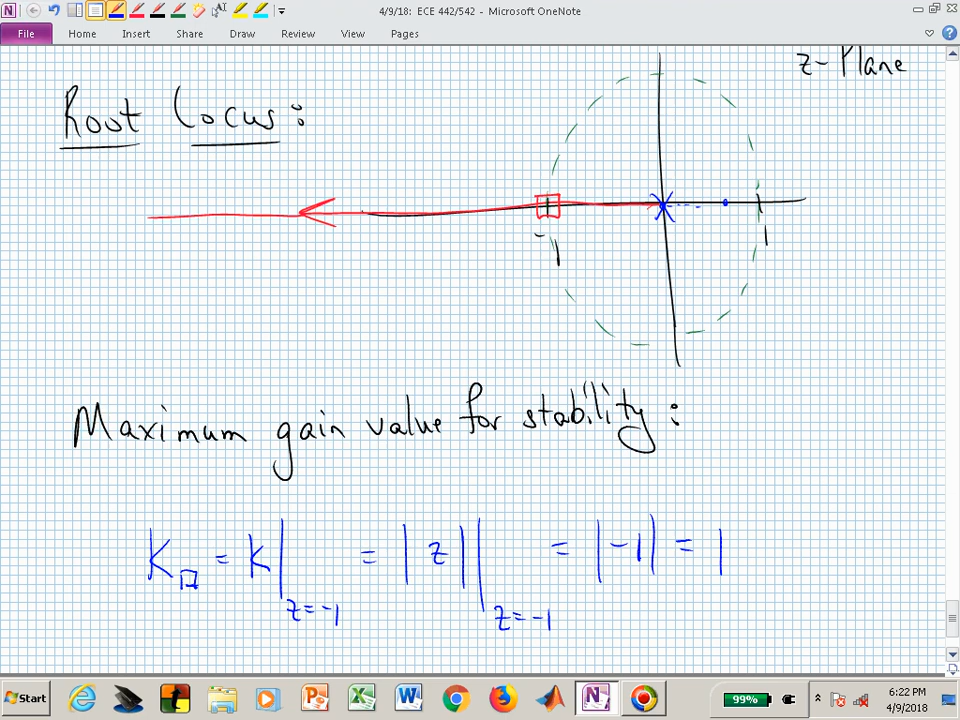 4/9/18: ECE 442/542 - Microsoft OneNote
File Home Insert Share Draw Review View Pages
z-Plane
Root Locus:
-1
1
Maximum gain value for stability:
K□ = K|z=-1 = |z||z=-1 = |-1| = 1
Start
99%
6:22 PM
4/9/2018